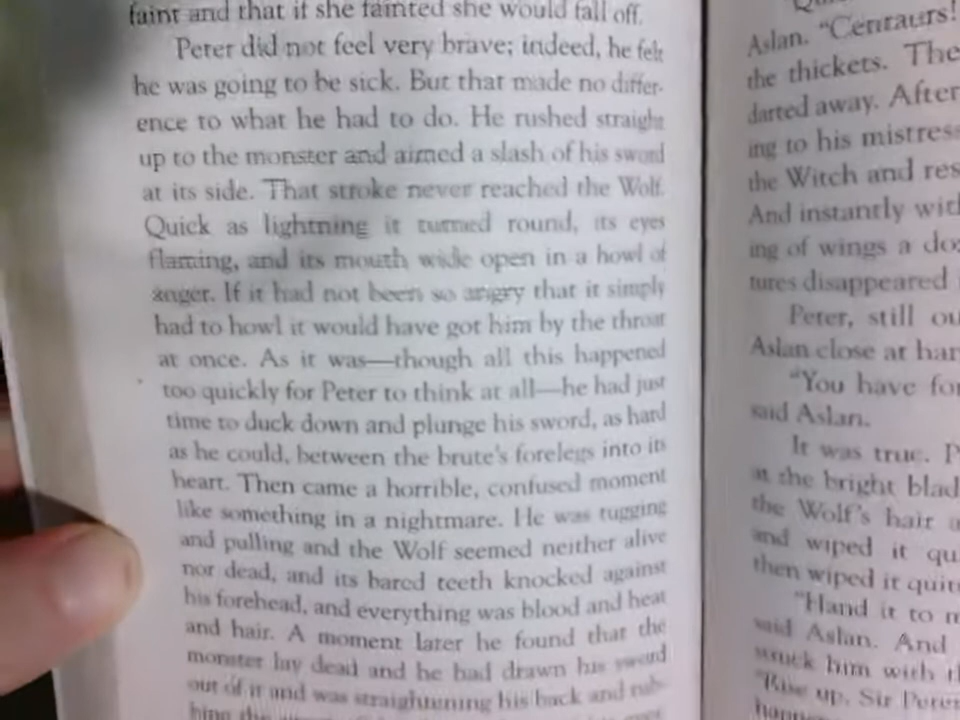 faint and that if she fainted she would fall off.
Peter did not feel very brave; indeed, he felt
he was going to be sick. But that made no differ-
ence to what he had to do. He rushed straight
up to the monster and aimed a slash of his sword
at its side. That stroke never reached the Wolf.
Quick as lightning it turned round, its eyes
flaming, and its mouth wide open in a howl of
anger. If it had not been so angry that it simply
had to howl it would have got him by the throat
at once. As it was—though all this happened
too quickly for Peter to think at all—he had just
time to duck down and plunge his sword, as hard
as he could, between the brute's forelegs into its
heart. Then came a horrible, confused moment
like something in a nightmare. He was tugging
and pulling and the Wolf seemed neither alive
nor dead, and its bared teeth knocked against
his forehead, and everything was blood and heat
and hair. A moment later he found that the
monster lay dead and he had drawn his sword
out of it and was straightening his back and rub-
bing the
Aslan. "Centaurs!
the thickets. The
darted away. After
ing to his mistress
the Witch and res
And instantly wit
ing of wings a do
tures disappeared
Peter, still ou
Aslan close at han
"You have for
said Aslan.
It was true. P
at the bright blad
the Wolf's hair a
and wiped it qu
then wiped it quit
"Hand it to m
said Aslan. And
struck him with t
"Rise up, Sir Peter